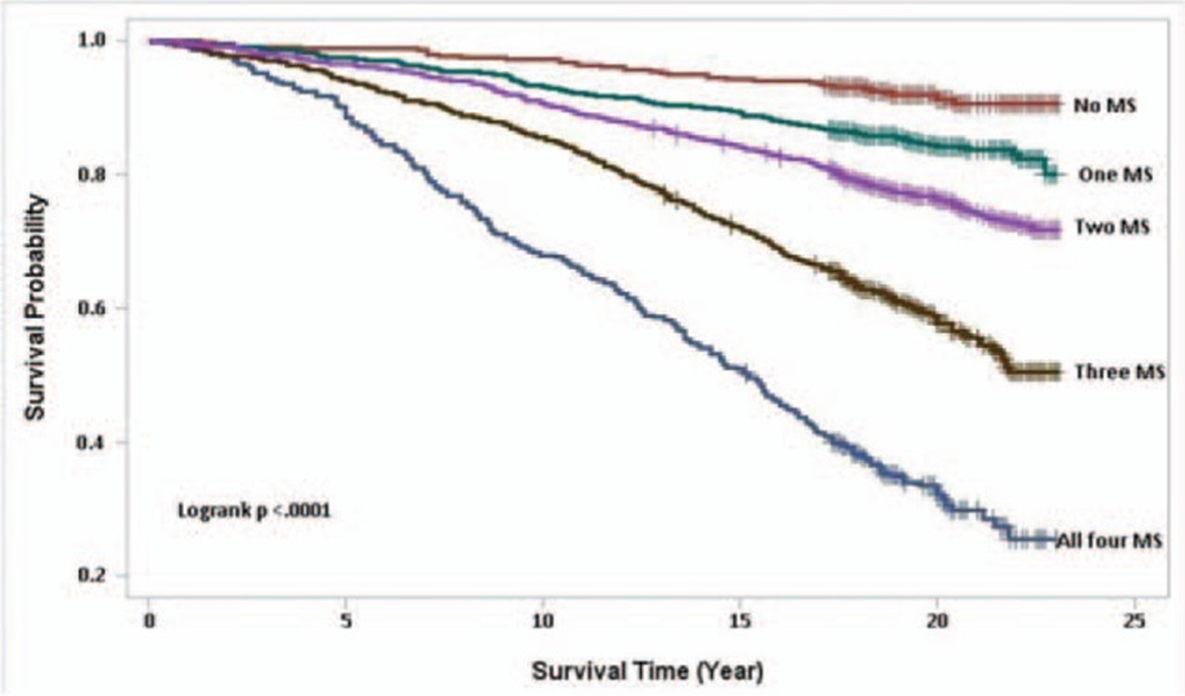 1.0
0.8
0.6
0.4
0.2
Survival Probability
No MS
One MS
Two MS
Three MS
All four MS
Logrank p <.0001
0 5 10 15 20 25
Survival Time (Year)